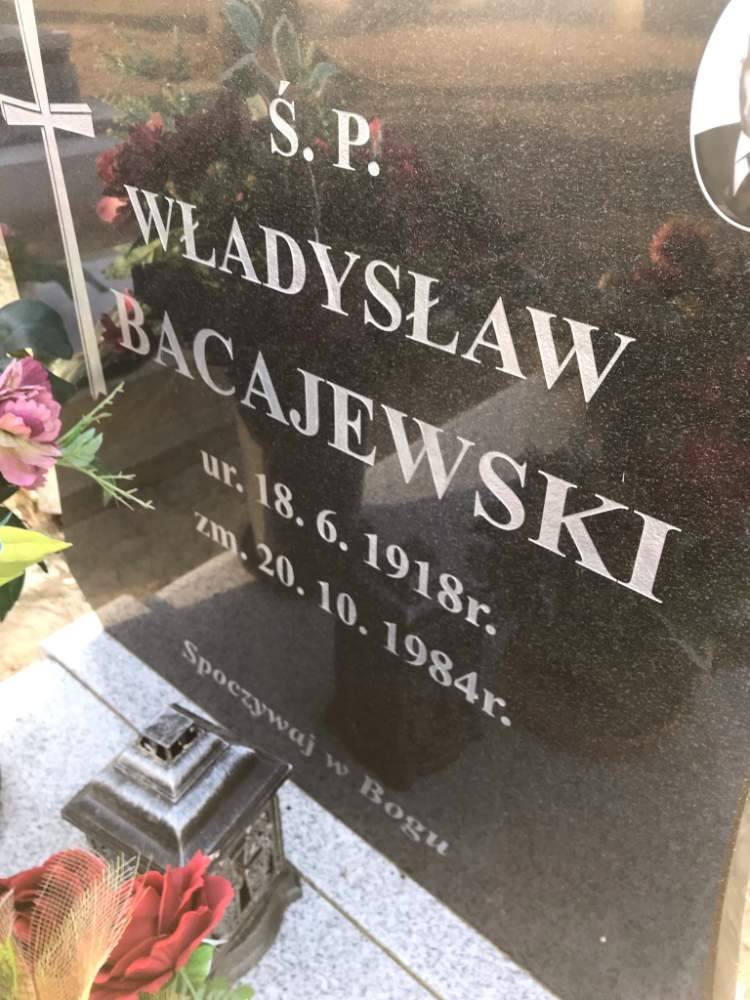 Ś. P.
WŁADYSŁAW
BACAJEWSKI
ur. 18. 6. 1918r.
zm. 20. 10. 1984r.
Spoczywaj w Bogu